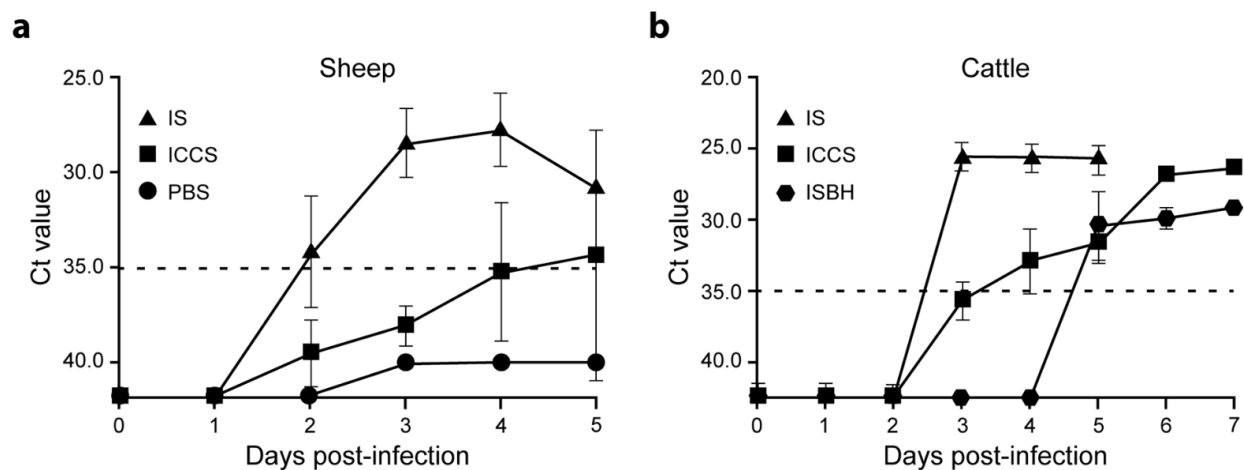 a
Sheep
25.0
30.0
35.0
40.0
Ct value
IS
ICCS
PBS
0 1 2 3 4 5
Days post-infection
b
Cattle
20.0
25.0
30.0
35.0
40.0
Ct value
IS
ICCS
ISBH
0 1 2 3 4 5 6 7
Days post-infection